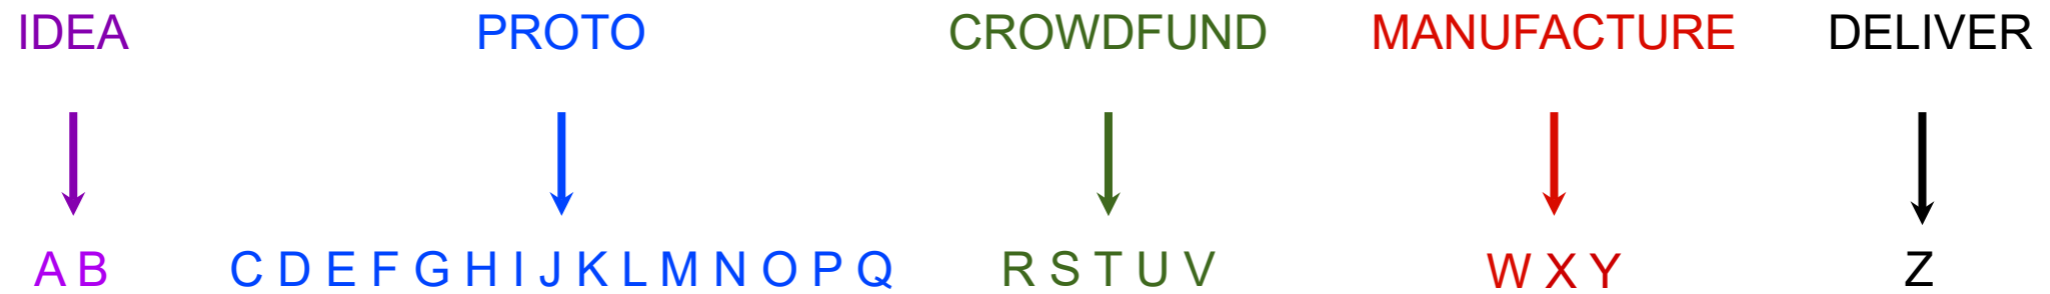 IDEA PROTO CROWDFUND MANUFACTURE DELIVER
A B C D E F G H I J K L M N O P Q R S T U V W X Y Z